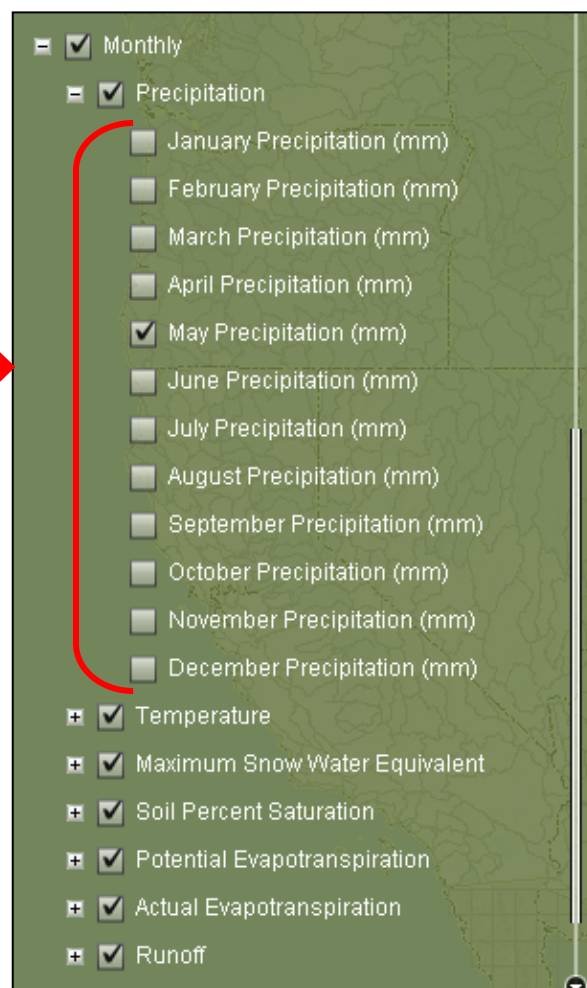 Monthly
Precipitation
January Precipitation (mm)
February Precipitation (mm)
March Precipitation (mm)
April Precipitation (mm)
May Precipitation (mm)
June Precipitation (mm)
July Precipitation (mm)
August Precipitation (mm)
September Precipitation (mm)
October Precipitation (mm)
November Precipitation (mm)
December Precipitation (mm)
Temperature
Maximum Snow Water Equivalent
Soil Percent Saturation
Potential Evapotranspiration
Actual Evapotranspiration
Runoff